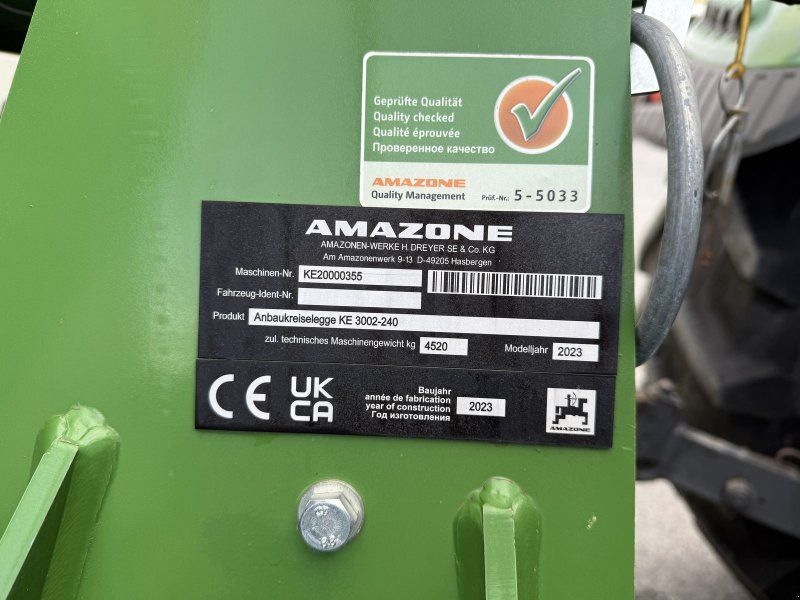 Geprüfte Qualität
Quality checked
Qualité éprouvée
Проверенное качество
AMAZONE
Quality Management Prüf.-Nr.: 5-5033
AMAZONE
AMAZONEN-WERKE H. DREYER SE & Co. KG
Am Amazonenwerk 9-13 D-49205 Hasbergen
Maschinen-Nr. KE20000355
Fahrzeug-Ident-Nr.
Produkt Anbaukreiselegge KE 3002-240
zul. technisches Maschinengewicht kg 4520 Modelljahr 2023
CE UK CA
Baujahr
année de fabrication
year of construction 2023
Год изготовления
AMAZONE